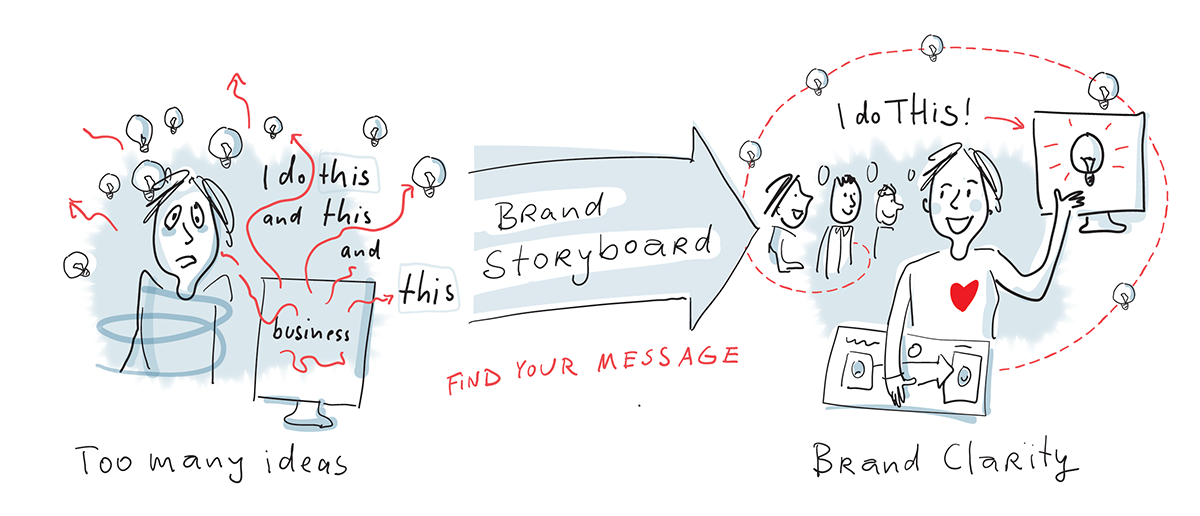 I do this
and this
and
this
business
Too many ideas
Brand
Storyboard
FIND YOUR MESSAGE
I do THIS!
Brand Clarity